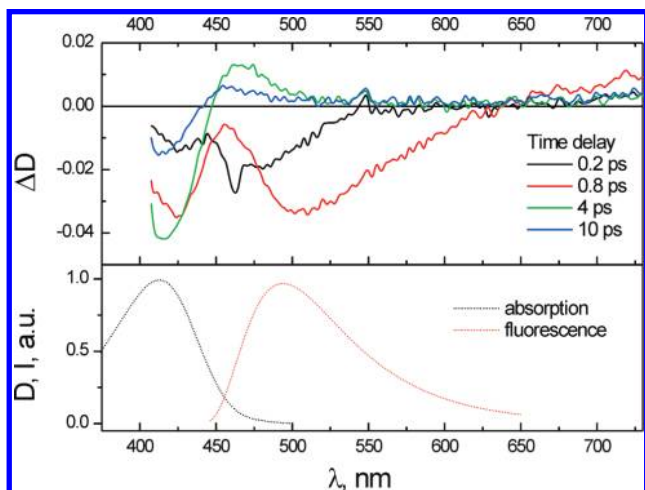 400 450 500 550 600 650 700
0.02
0.00
-0.02
-0.04
ΔD
Time delay
0.2 ps
0.8 ps
4 ps
10 ps
1.0
0.5
0.0
D, I, a.u.
absorption
fluorescence
400 450 500 550 600 650 700
λ, nm